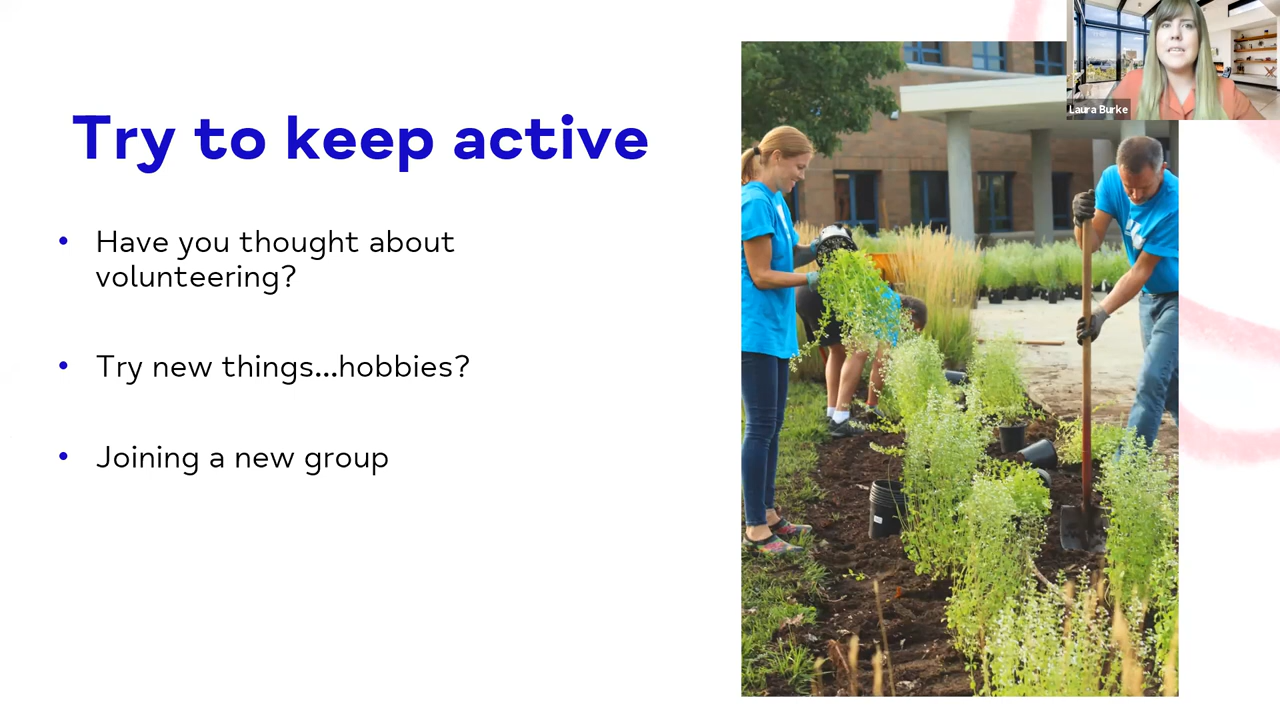 Try to keep active
• Have you thought about
volunteering?
• Try new things...hobbies?
• Joining a new group
Laura Burke